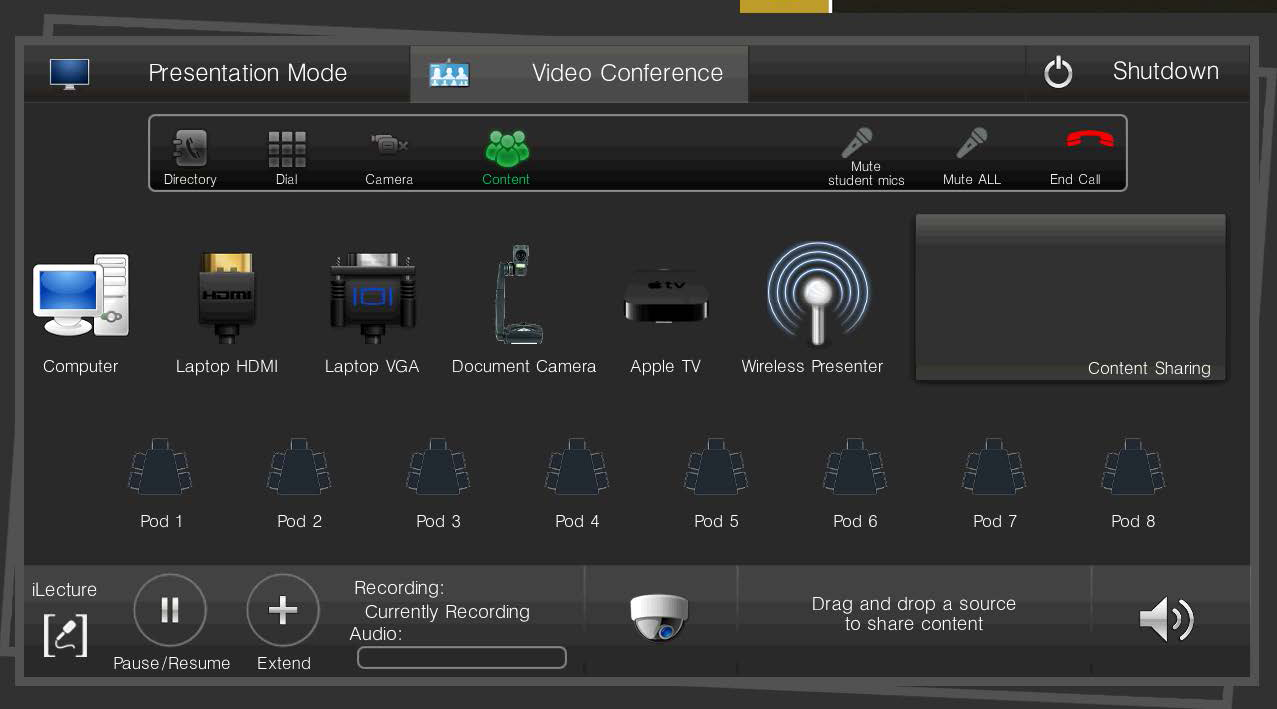 Presentation Mode
Video Conference
Shutdown
Directory
Dial
Camera
Content
Mute
student mics
Mute ALL
End Call
HDMI
tv
Computer
Laptop HDMI
Laptop VGA
Document Camera
Apple TV
Wireless Presenter
Content Sharing
Pod 1
Pod 2
Pod 3
Pod 4
Pod 5
Pod 6
Pod 7
Pod 8
iLecture
Pause/Resume
Extend
Recording:
Currently Recording
Audio:
Drag and drop a source
to share content